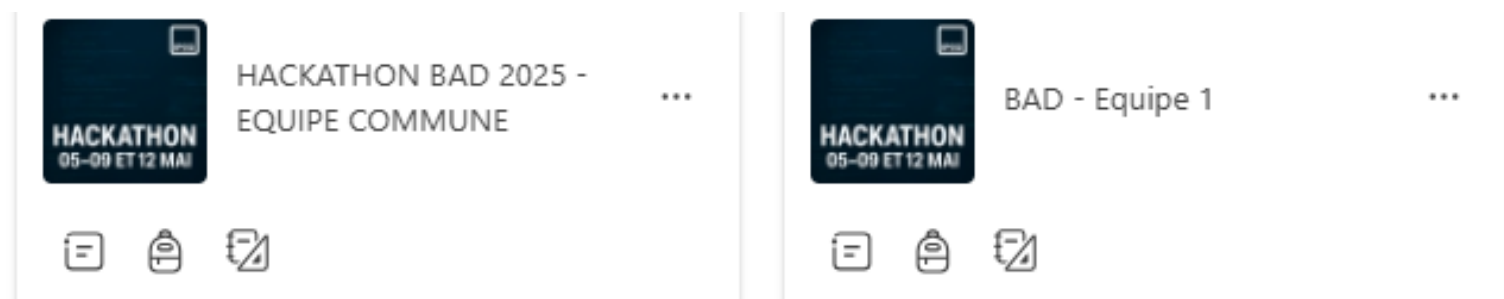 HACKATHON
05–09 ET 12 MAI
HACKATHON BAD 2025 -
EQUIPE COMMUNE
...
HACKATHON
05–09 ET 12 MAI
BAD - Equipe 1
...